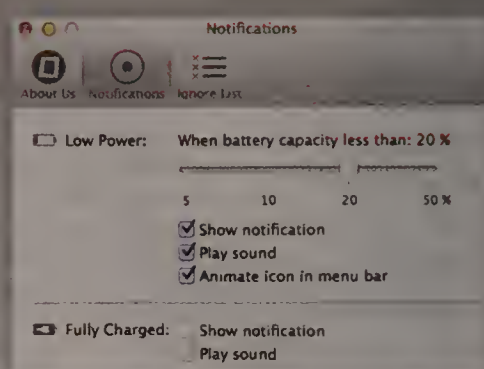 Notifications
About Us Notifications Ignore List
Low Power: When battery capacity less than: 20 %
5 10 20 50 %
Show notification
Play sound
Animate icon in menu bar
Fully Charged: Show notification
Play sound